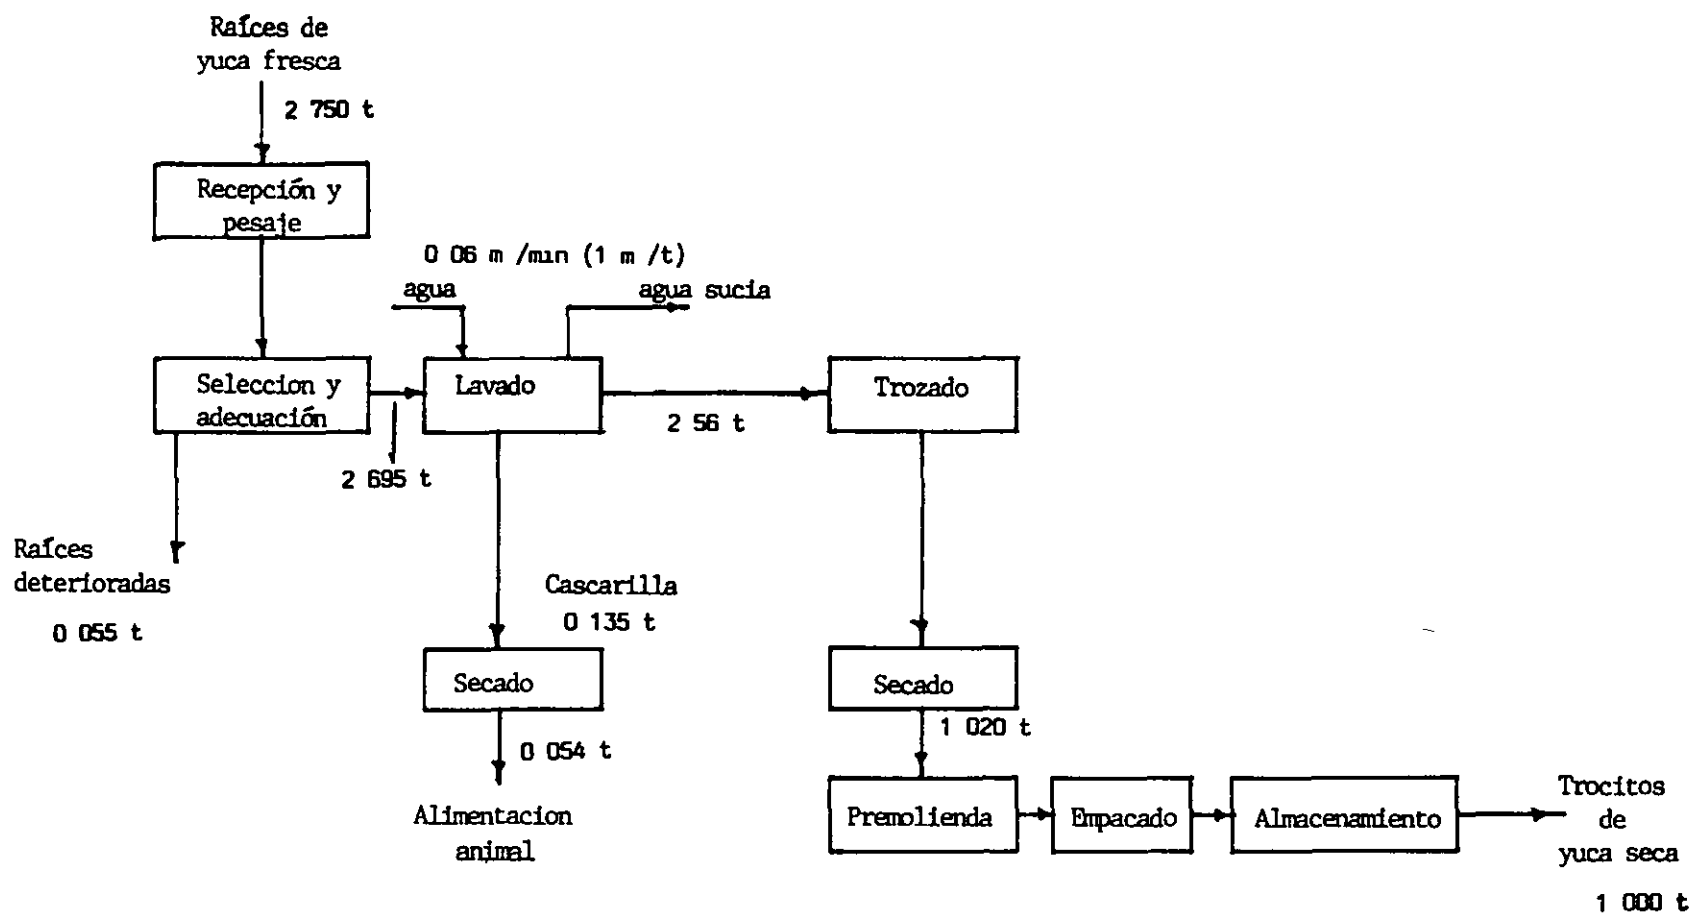 Raíces de
yuca fresca
2 750 t
Recepción y
pesaje
0 06 m /min (1 m /t)
agua
agua sucia
Seleccion y
adecuación
Lavado
Trozado
2 56 t
2 695 t
Raíces
deterioradas
0 055 t
Cascarilla
0 135 t
Secado
Secado
1 020 t
0 054 t
Alimentacion
animal
Premolienda
Empacado
Almacenamiento
Trocitos
de
yuca seca
1 000 t